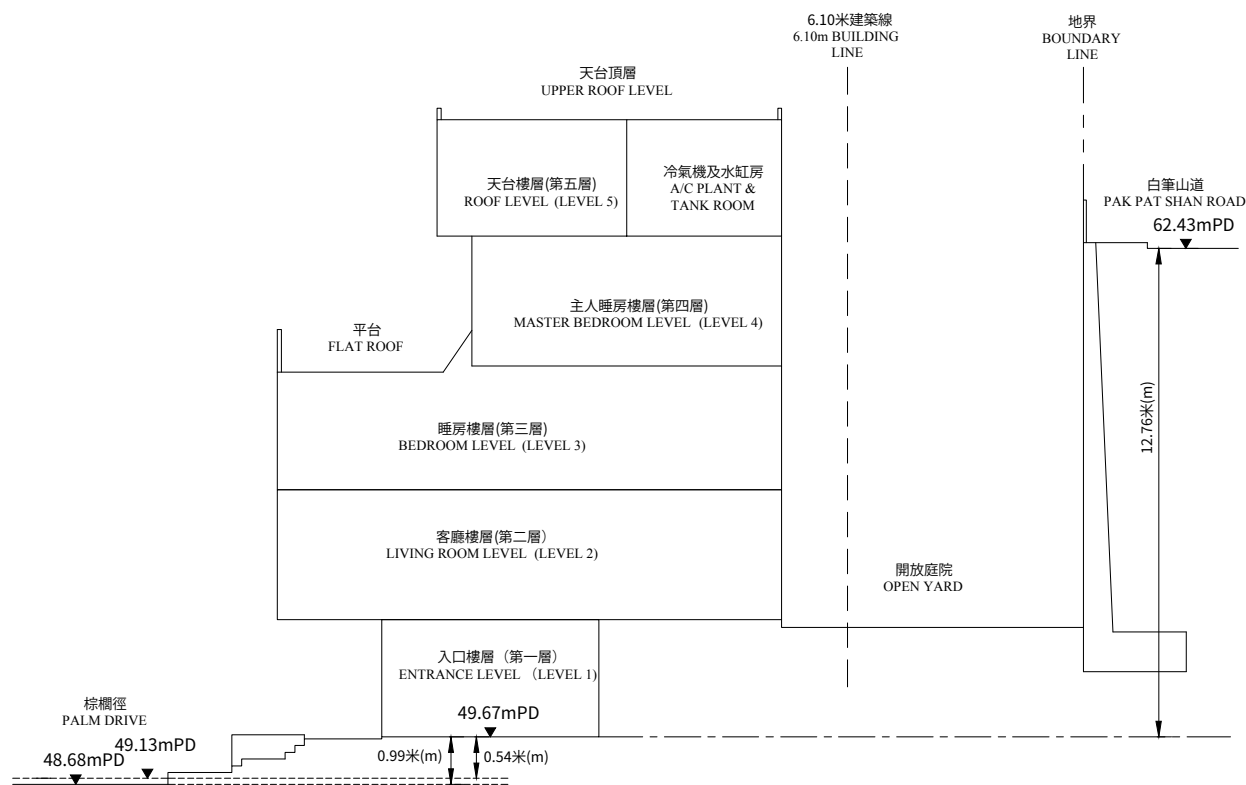 6.10米建築線
6.10m BUILDING
LINE
地界
BOUNDARY
LINE
天台頂層
UPPER ROOF LEVEL
天台樓層(第五層)
ROOF LEVEL (LEVEL 5)
冷氣機及水缸房
A/C PLANT &
TANK ROOM
白筆山道
PAK PAT SHAN ROAD
62.43mPD
主人睡房樓層(第四層)
MASTER BEDROOM LEVEL (LEVEL 4)
平台
FLAT ROOF
12.76米(m)
睡房樓層(第三層)
BEDROOM LEVEL (LEVEL 3)
客廳樓層(第二層)
LIVING ROOM LEVEL (LEVEL 2)
開放庭院
OPEN YARD
入口樓層（第一層）
ENTRANCE LEVEL （LEVEL 1)
棕櫚徑
PALM DRIVE
49.67mPD
49.13mPD
48.68mPD
0.99米(m)
0.54米(m)